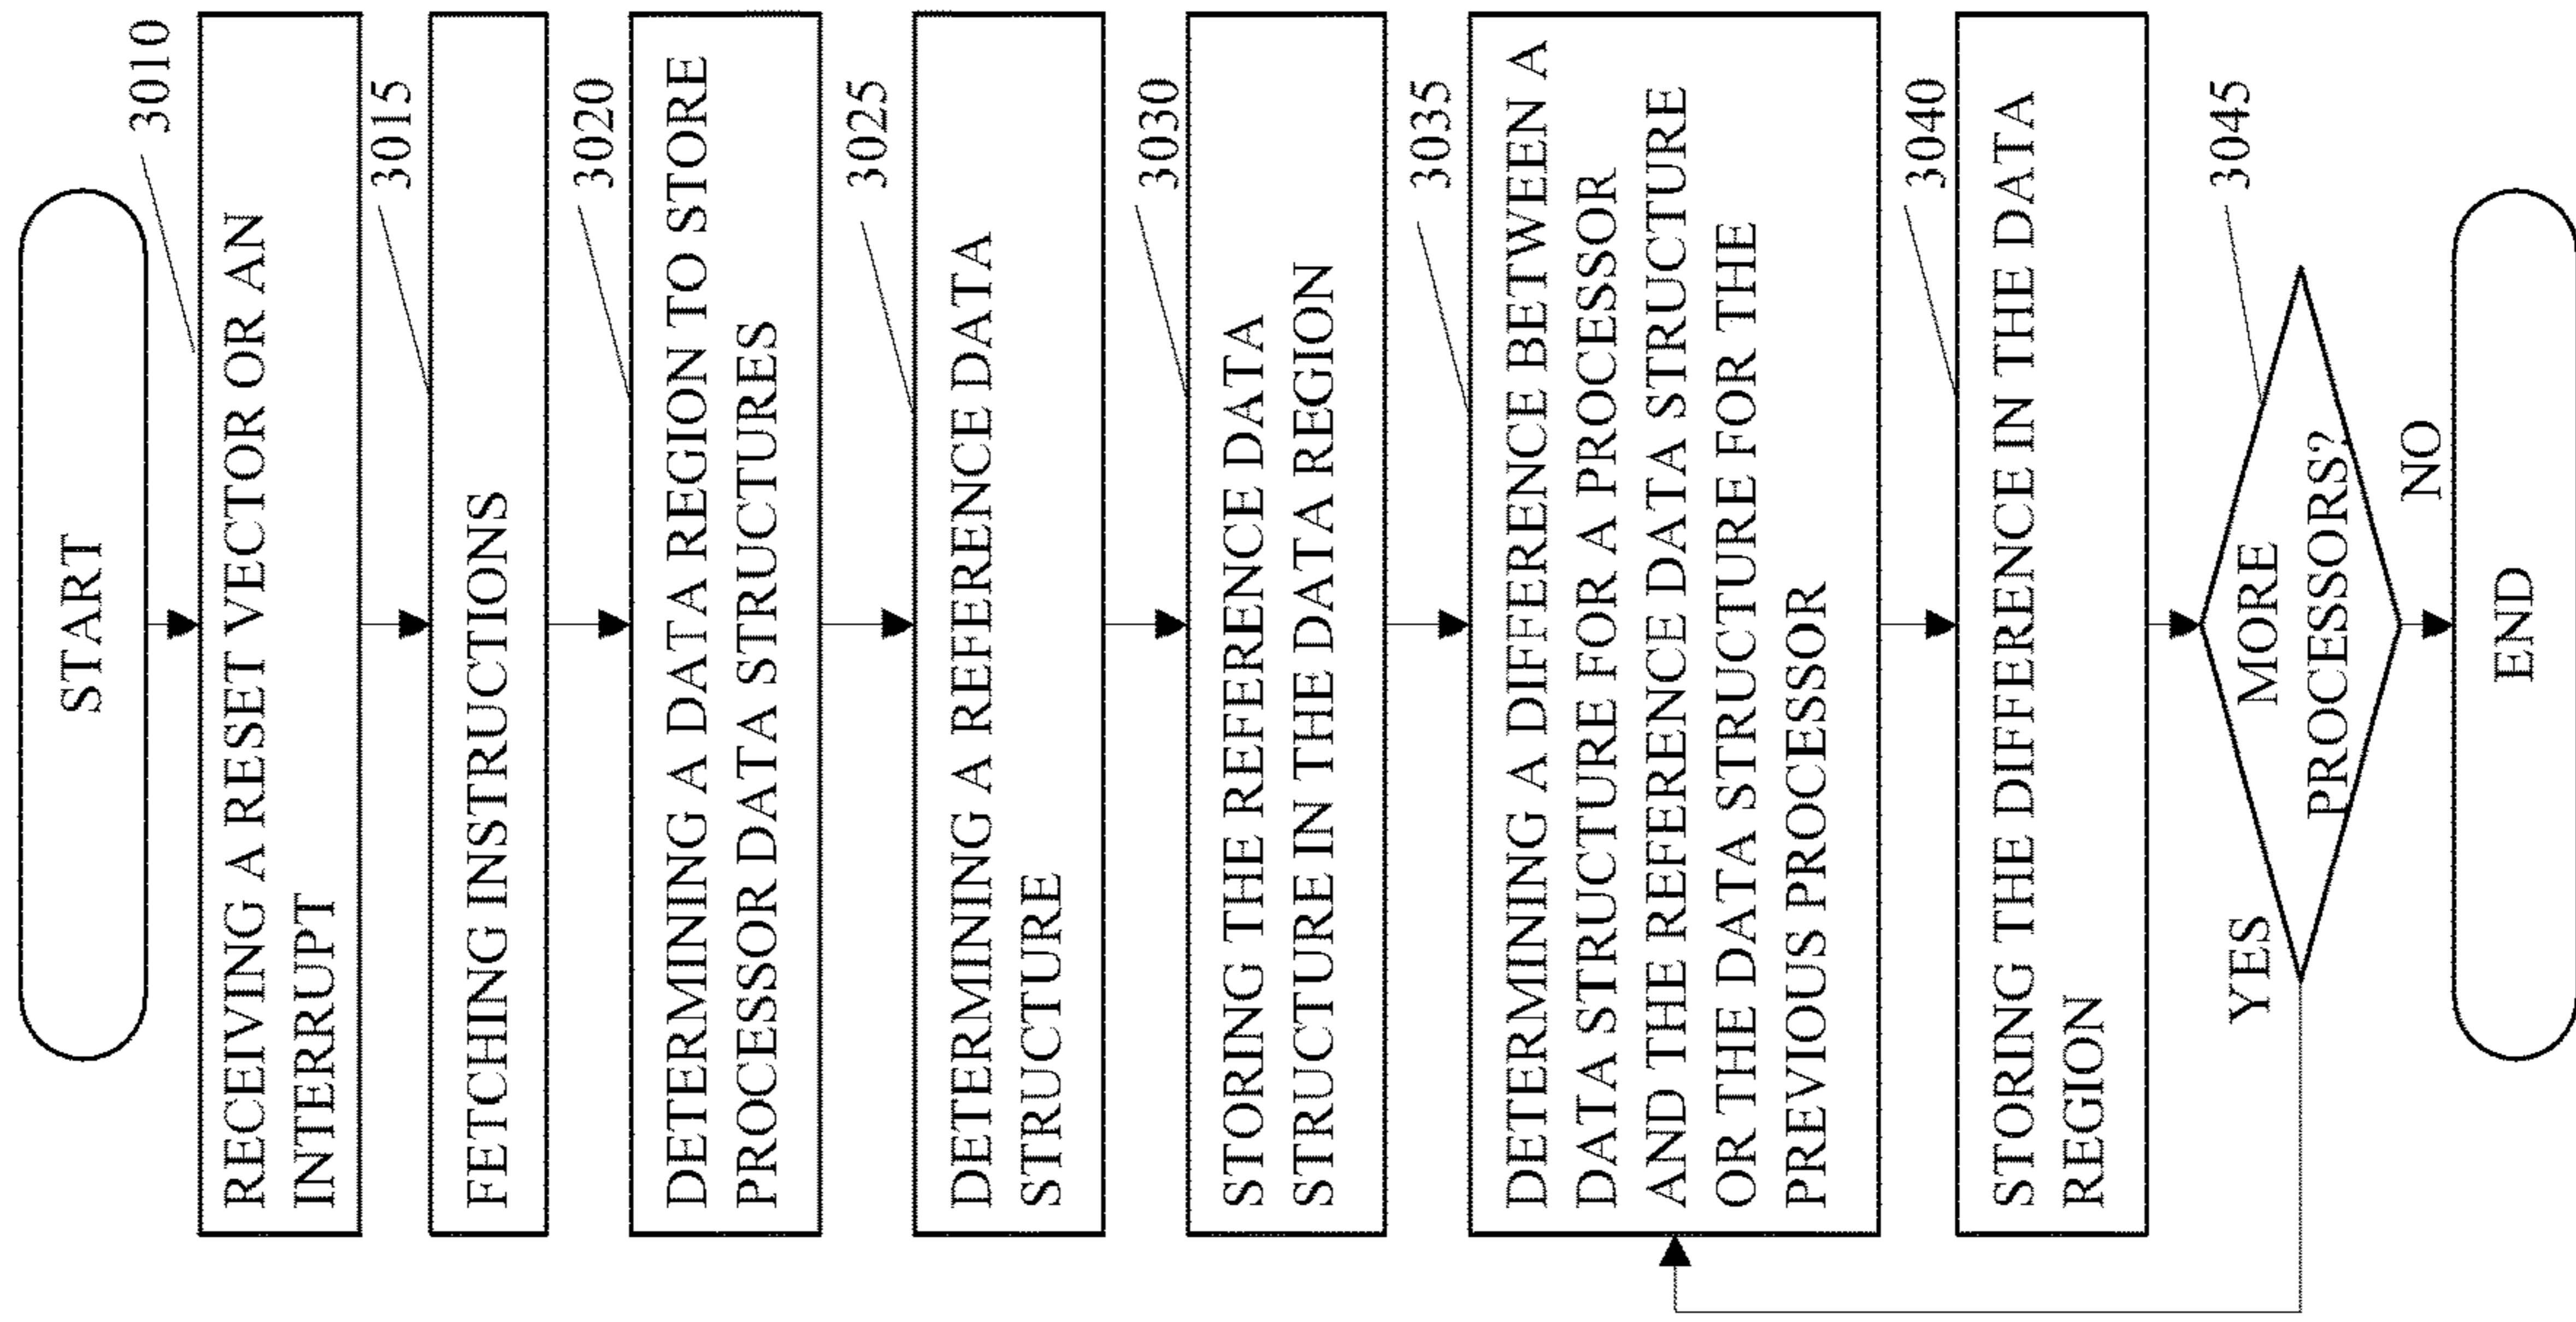 START
3010
RECEIVING A RESET VECTOR OR AN
INTERRUPT
3015
FETCHING INSTRUCTIONS
3020
DETERMINING A DATA REGION TO STORE
PROCESSOR DATA STRUCTURES
3025
DETERMINING A REFERENCE DATA
STRUCTURE
3030
STORING THE REFERENCE DATA
STRUCTURE IN THE DATA REGION
3035
DETERMINING A DIFFERENCE BETWEEN A
DATA STRUCTURE FOR A PROCESSOR
AND THE REFERENCE DATA STRUCTURE
OR THE DATA STRUCTURE FOR THE
PREVIOUS PROCESSOR
3040
STORING THE DIFFERENCE IN THE DATA
REGION
3045
MORE
PROCESSORS?
YES
NO
END